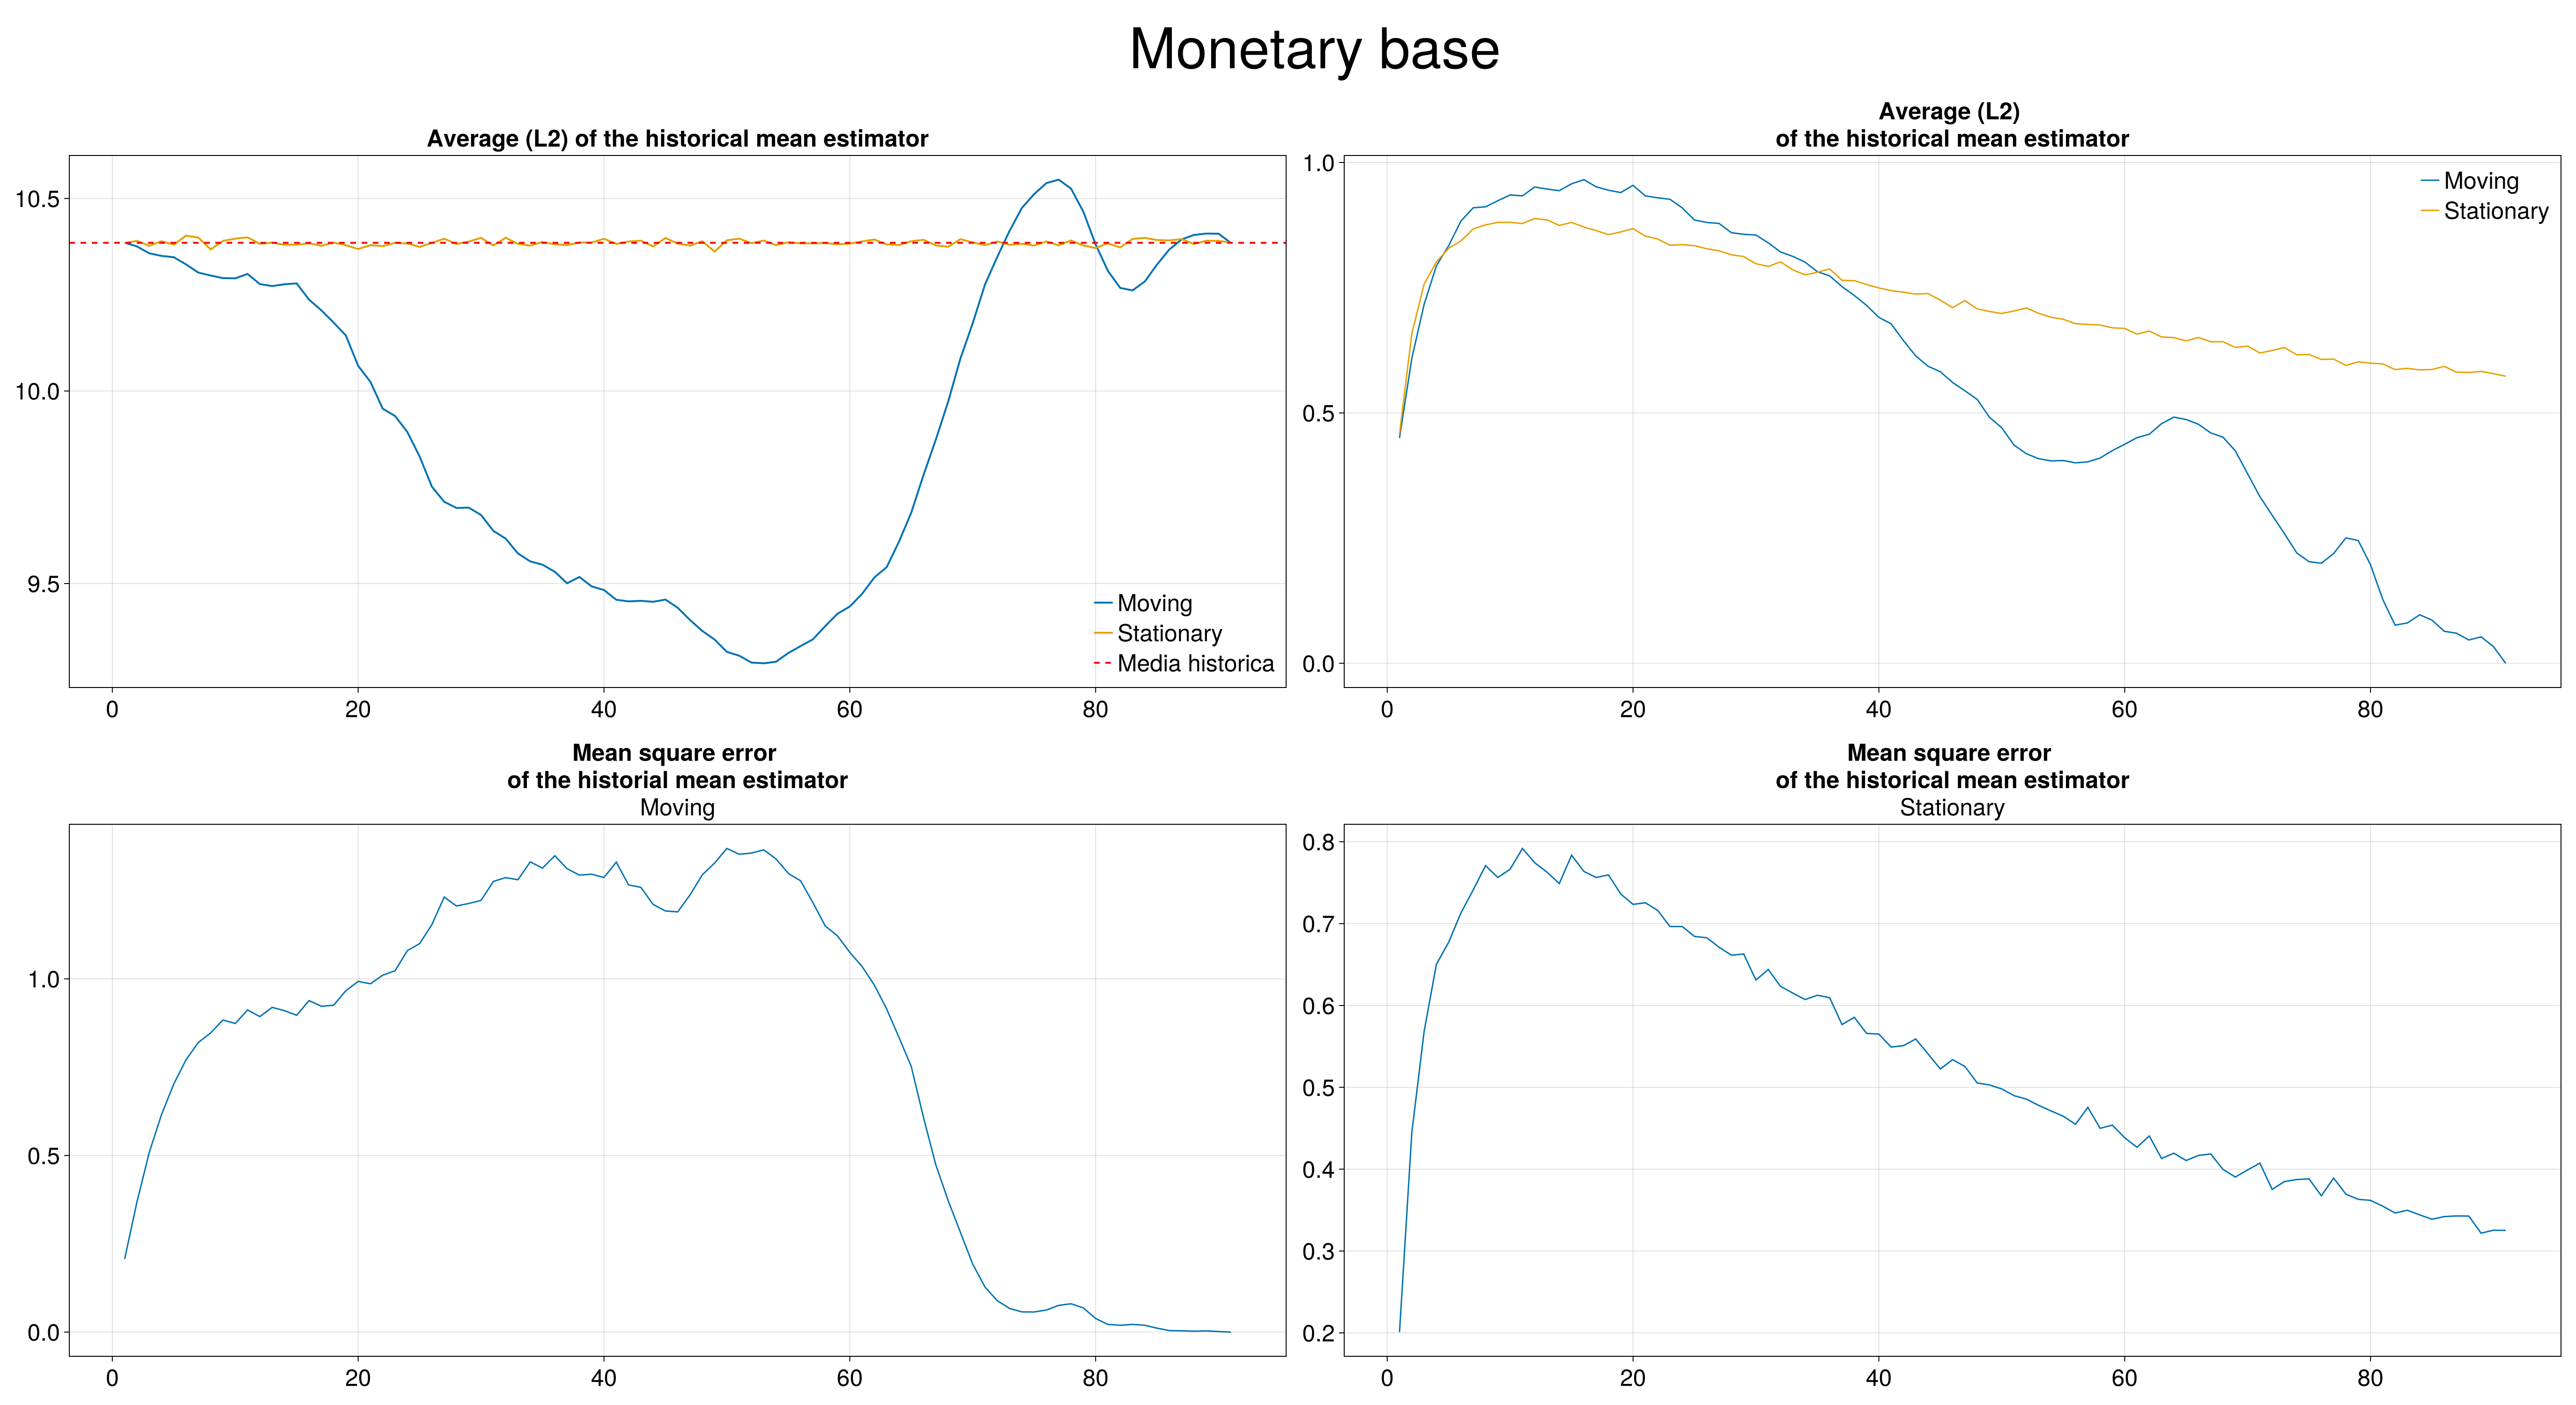 Monetary base
Average (L2) of the historical mean estimator
10.5
10.0
9.5
Moving
Stationary
Media historica
0 20 40 60 80
Average (L2)
of the historical mean estimator
1.0
0.5
0.0
Moving
Stationary
0 20 40 60 80
Mean square error
of the historial mean estimator
Moving
1.0
0.5
0.0
0 20 40 60 80
Mean square error
of the historical mean estimator
Stationary
0.8
0.7
0.6
0.5
0.4
0.3
0.2
0 20 40 60 80